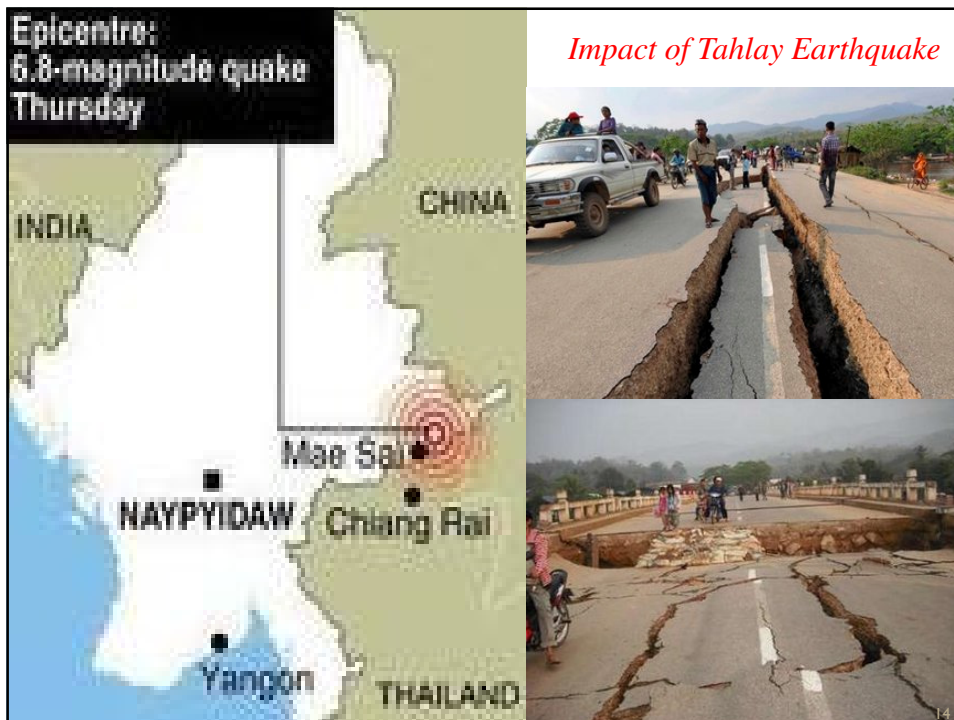 Epicentre:
6.8-magnitude quake
Thursday
Impact of Tahlay Earthquake
INDIA
CHINA
Mae Sai
NAYPYIDAW
Chiang Rai
Yangon
THAILAND
14